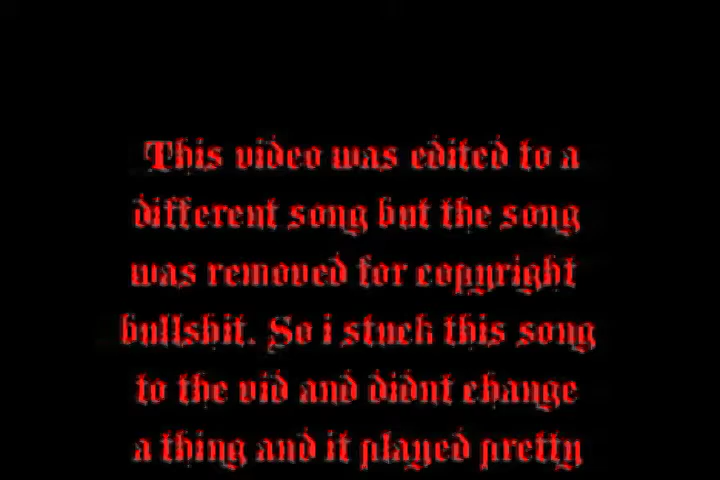 This video was edited to a
different song but the song
was removed for copyright
bullshit. So i stuck this song
to the vid and didnt change
a thing and it played pretty